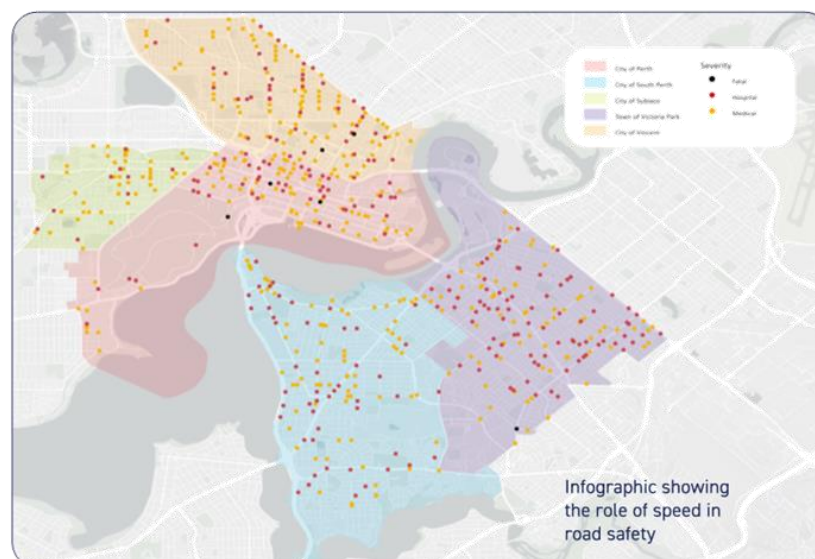 City of Perth
City of South Perth
City of Subiaco
Town of Victoria Park
City of Vincent
Severity
Fatal
Hospital
Medical
Infographic showing
the role of speed in
road safety